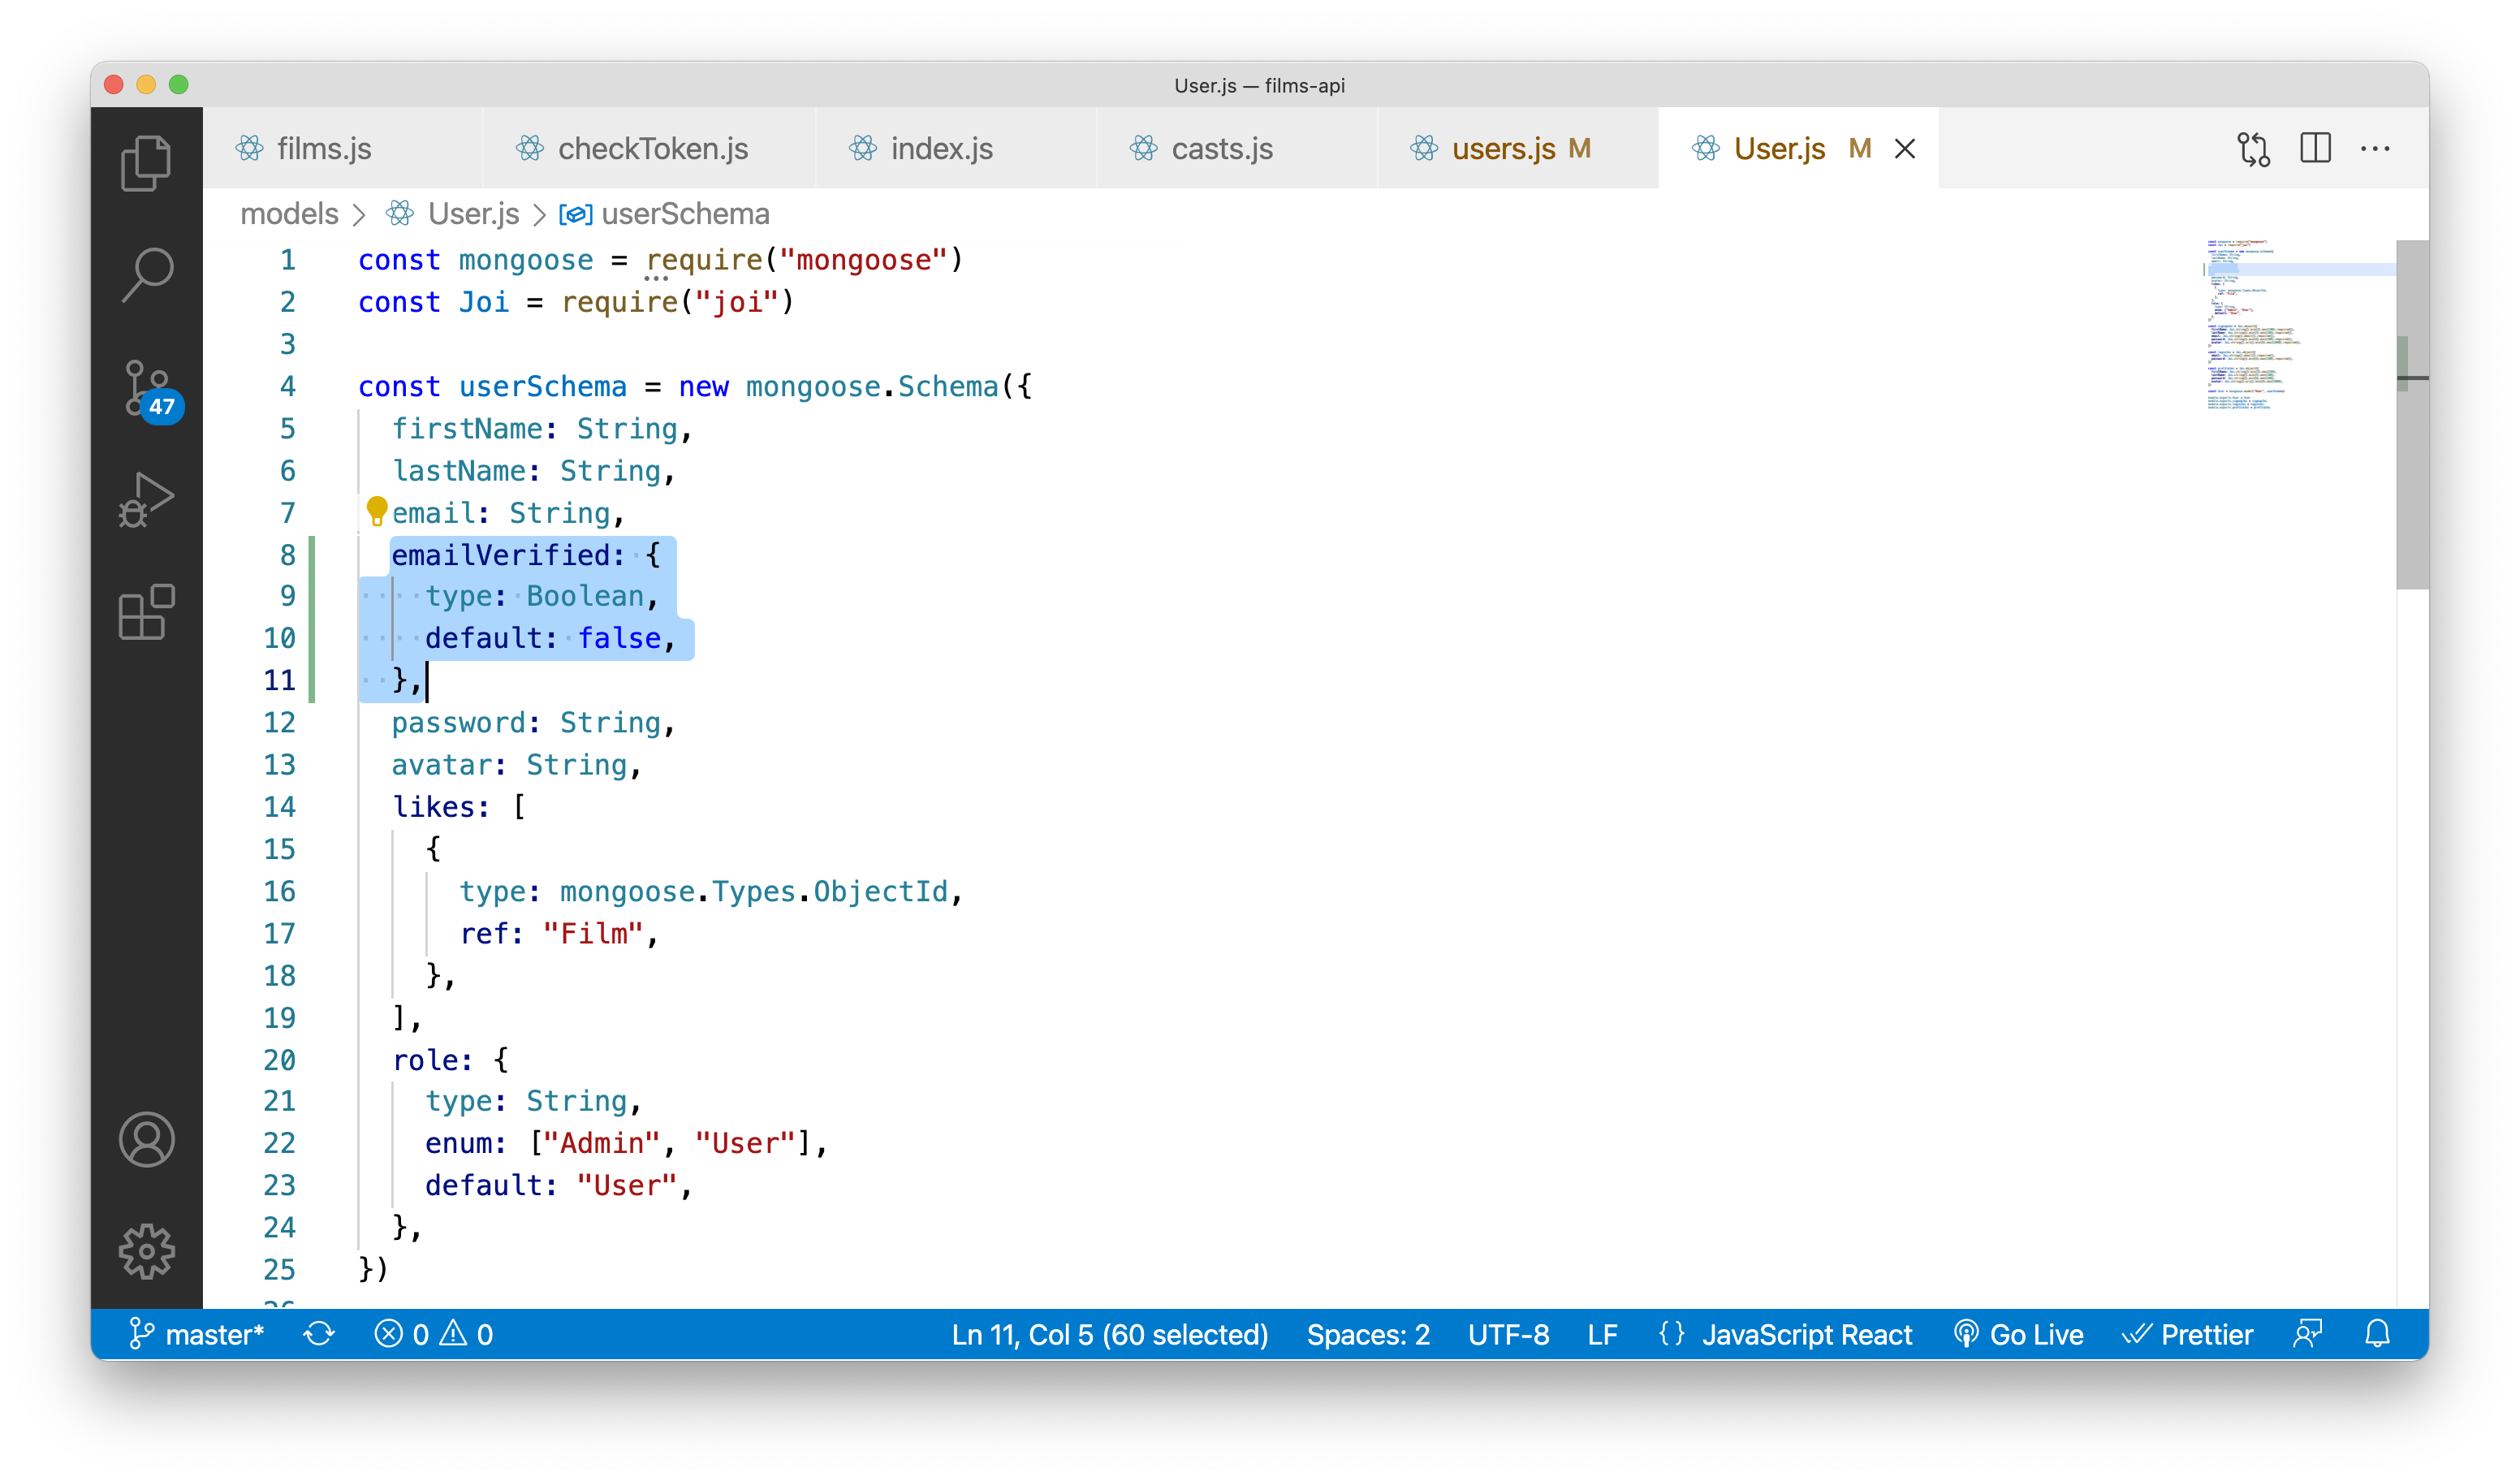 User.js — films-api
films.js checkToken.js index.js casts.js users.js M User.js M
models > User.js > userSchema
1 const mongoose = require("mongoose")
2 const Joi = require("joi")
3
4 const userSchema = new mongoose.Schema({
5 firstName: String,
6 lastName: String,
7 email: String,
8 emailVerified: {
9 type: Boolean,
10 default: false,
11 },
12 password: String,
13 avatar: String,
14 likes: [
15 {
16 type: mongoose.Types.ObjectId,
17 ref: "Film",
18 },
19 ],
20 role: {
21 type: String,
22 enum: ["Admin", "User"],
23 default: "User",
24 },
25 })
47
master* 0 0 Ln 11, Col 5 (60 selected) Spaces: 2 UTF-8 LF {} JavaScript React Go Live Prettier